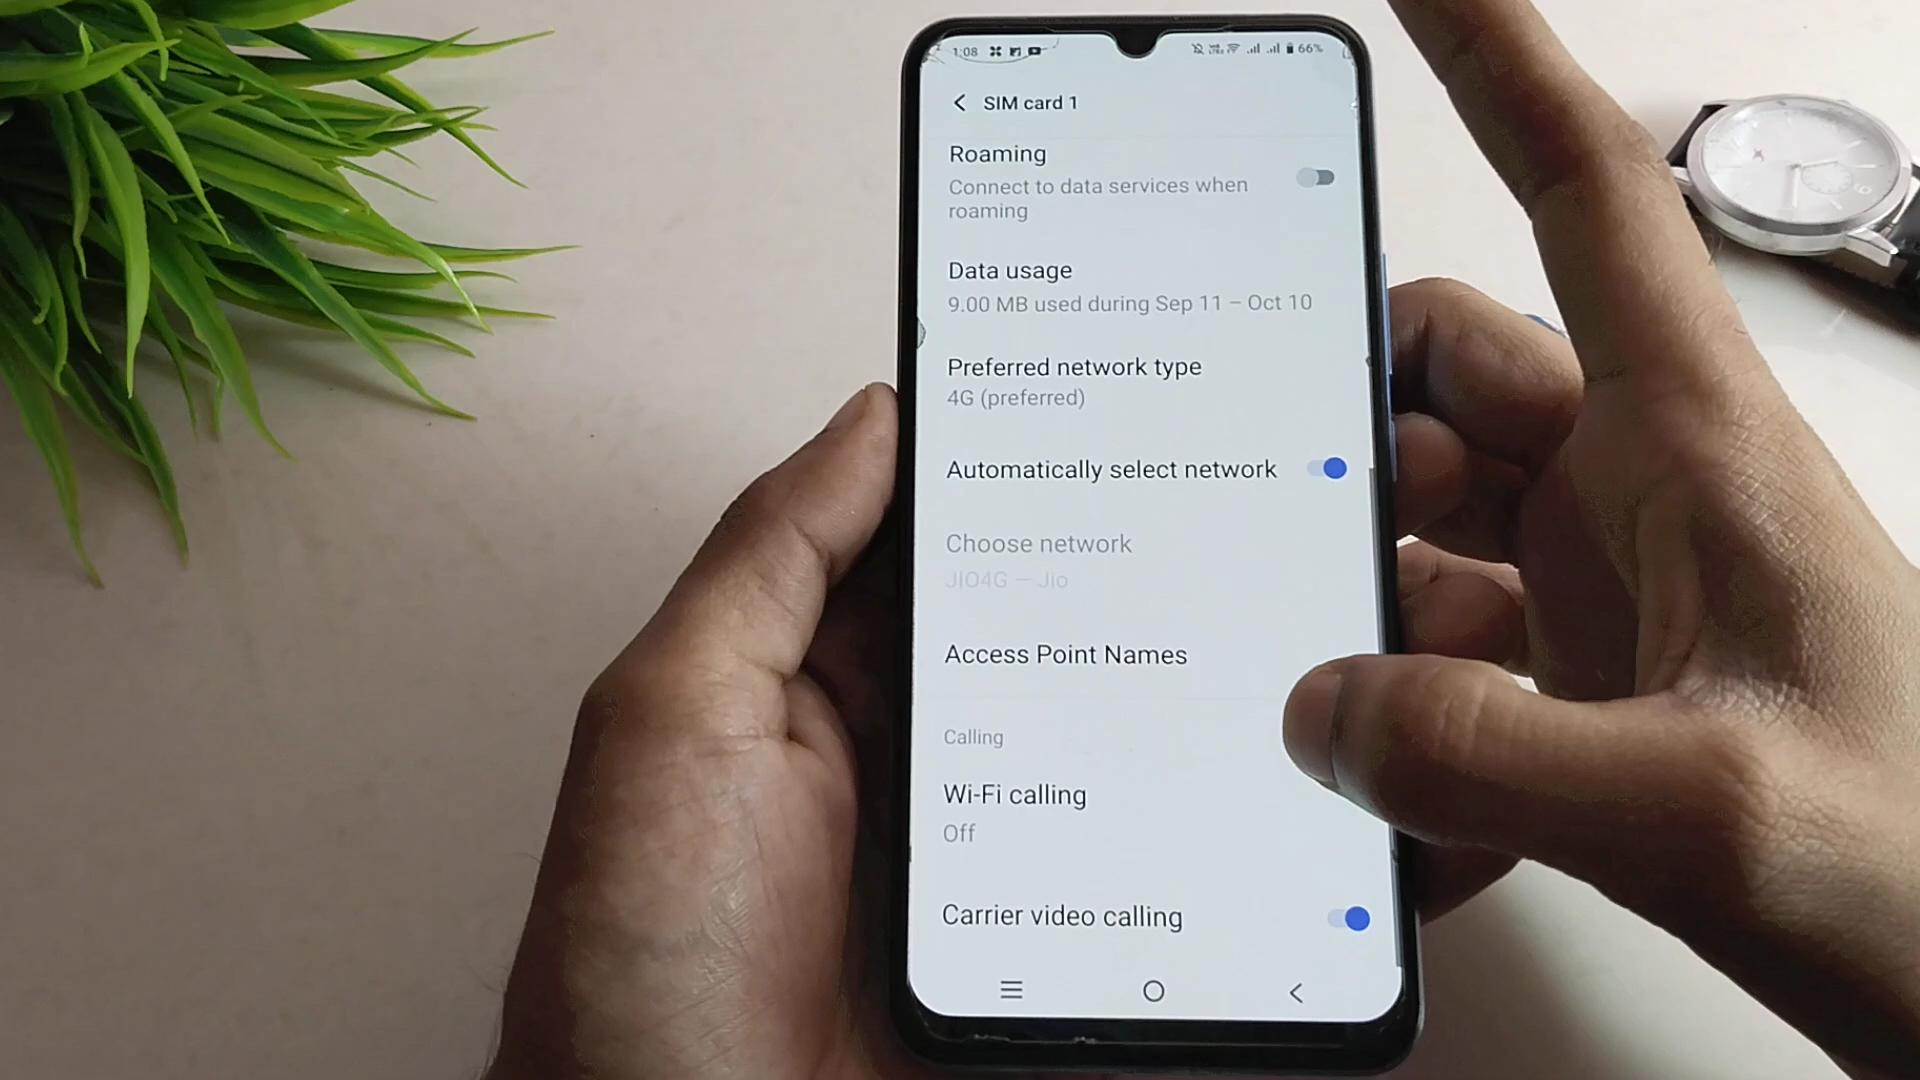 1:08 66%
SIM card 1
Roaming
Connect to data services when
roaming
Data usage
9.00 MB used during Sep 11 – Oct 10
Preferred network type
4G (preferred)
Automatically select network
Choose network
JIO4G — Jio
Access Point Names
Calling
Wi-Fi calling
Off
Carrier video calling